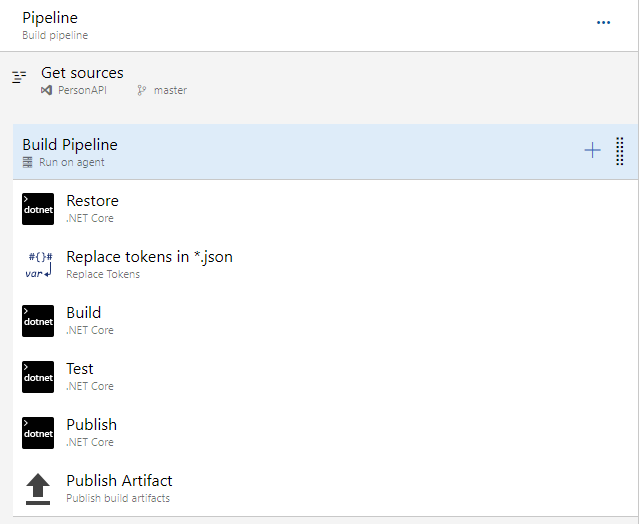 Pipeline
Build pipeline
Get sources
PersonAPI master
Build Pipeline
Run on agent
dotnet
Restore
.NET Core
#{}#
var
Replace tokens in *.json
Replace Tokens
dotnet
Build
.NET Core
dotnet
Test
.NET Core
dotnet
Publish
.NET Core
Publish Artifact
Publish build artifacts